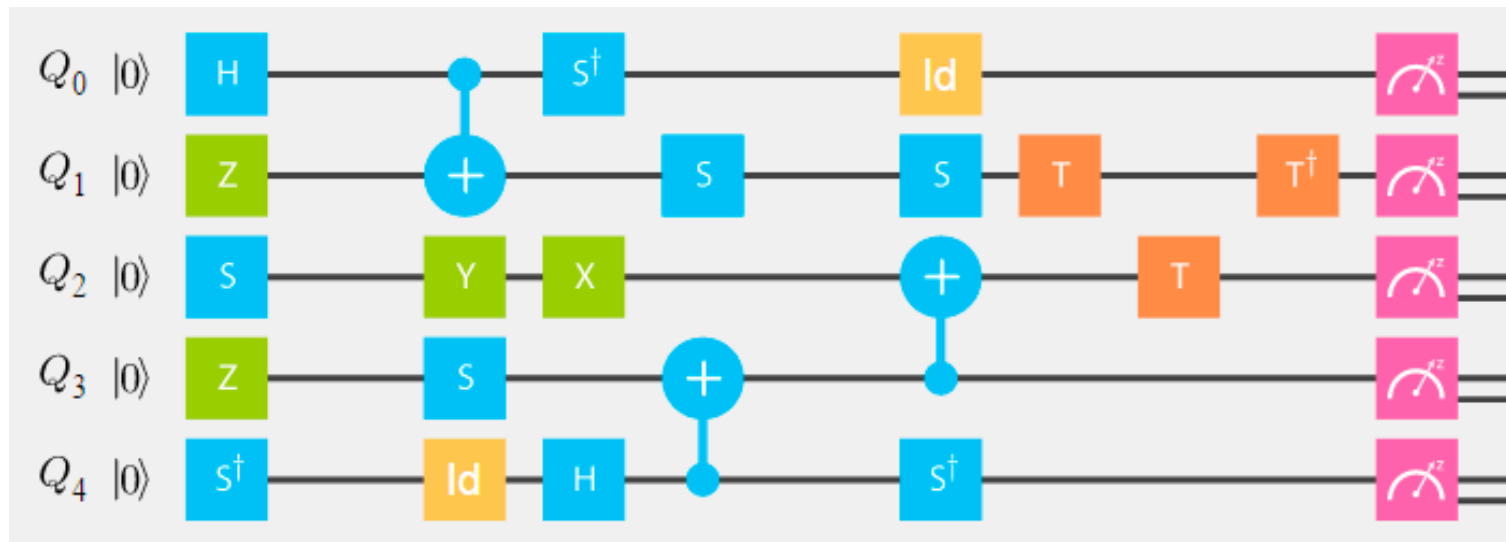 Q₀ |0⟩ H S† Id z
Q₁ |0⟩ Z + S S T T† z
Q₂ |0⟩ S Y X + T z
Q₃ |0⟩ Z S + z
Q₄ |0⟩ S† Id H S† z